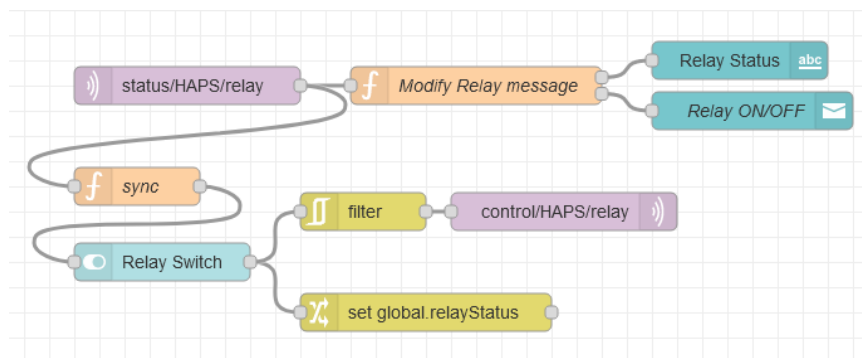 Relay Status abc
status/HAPS/relay
f Modify Relay message
Relay ON/OFF
f sync
filter
control/HAPS/relay
Relay Switch
set global.relayStatus